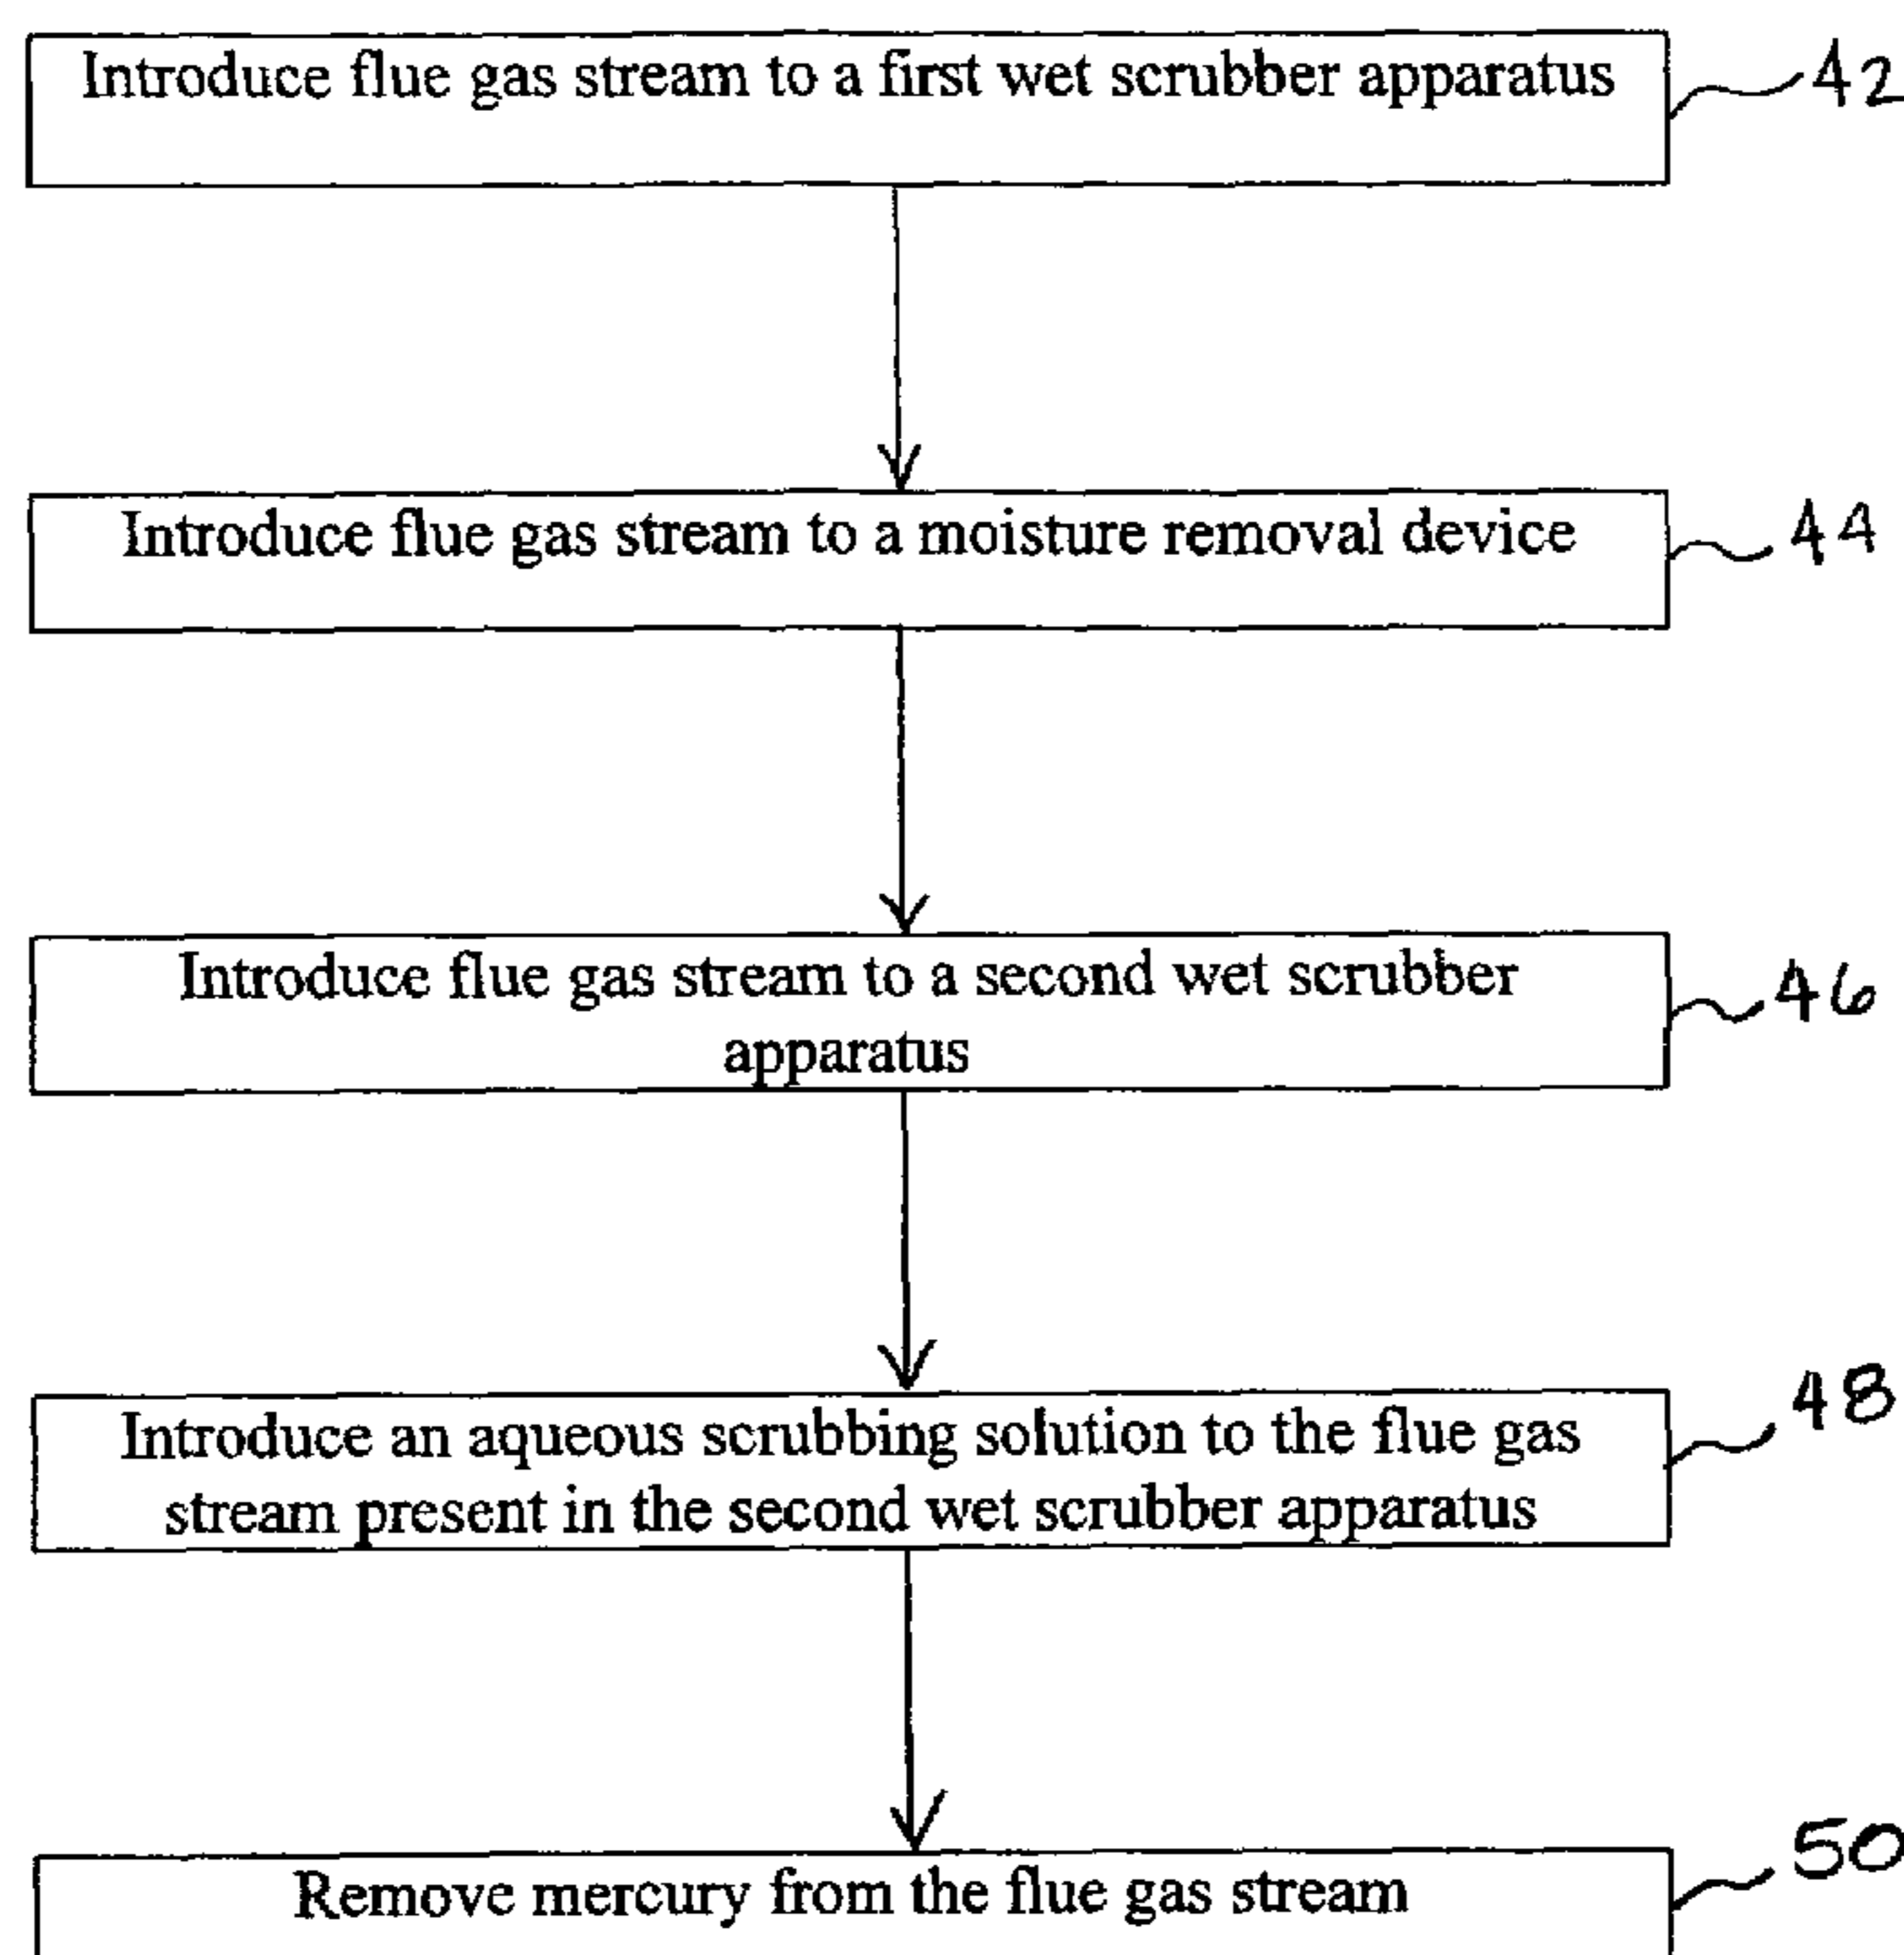 Introduce flue gas stream to a first wet scrubber apparatus
42
Introduce flue gas stream to a moisture removal device
44
Introduce flue gas stream to a second wet scrubber
apparatus
46
Introduce an aqueous scrubbing solution to the flue gas
stream present in the second wet scrubber apparatus
48
Remove mercury from the flue gas stream
50